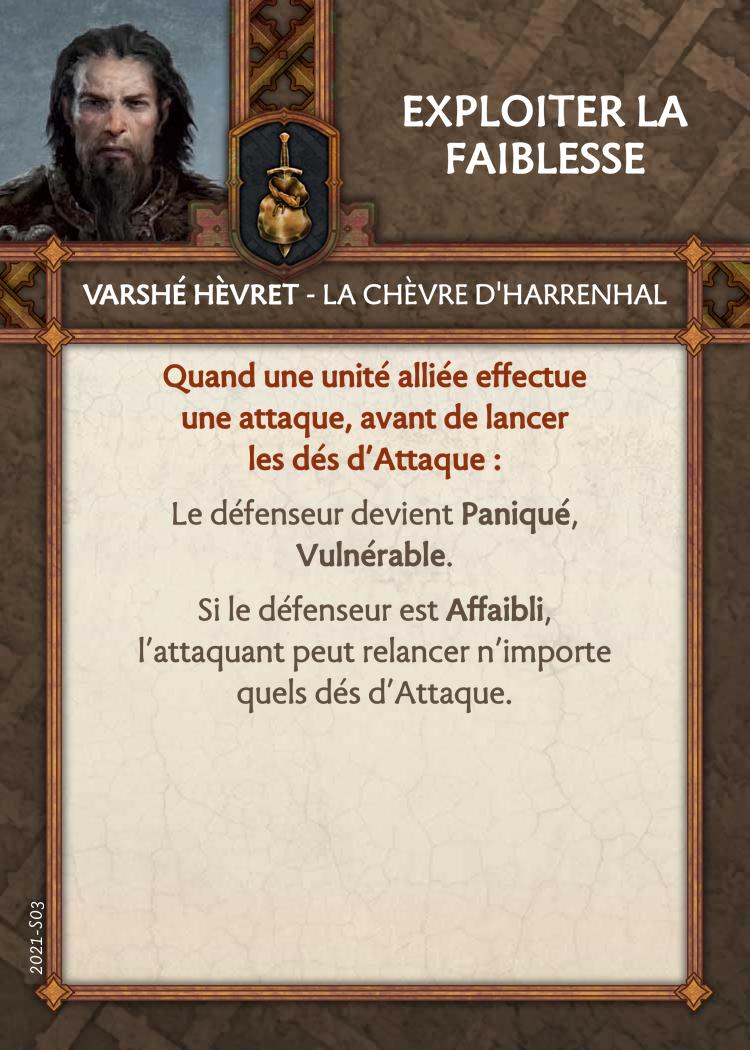 EXPLOITER LA
FAIBLESSE
VARSHÉ HÈVRET - LA CHÈVRE D'HARRENHAL
Quand une unité alliée effectue
une attaque, avant de lancer
les dés d’Attaque :
Le défenseur devient Paniqué,
Vulnérable.
Si le défenseur est Affaibli,
l’attaquant peut relancer n’importe
quels dés d’Attaque.
2021-S03